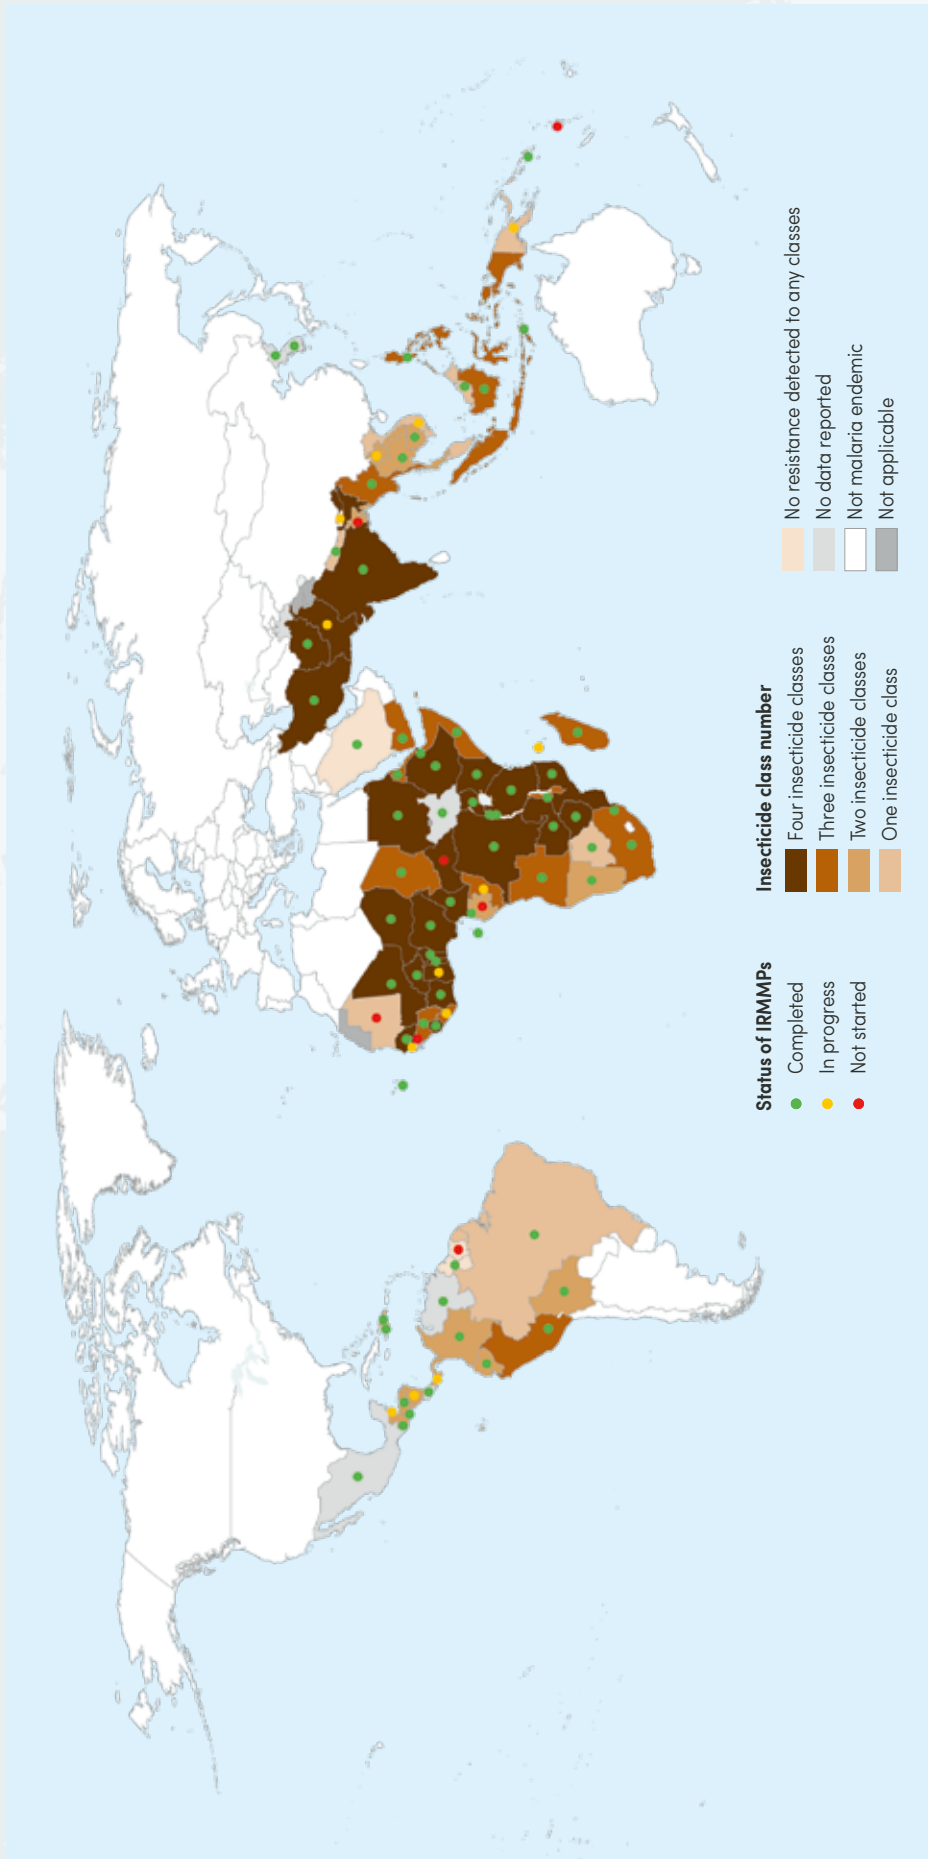 Status of IRMMPs
Completed
In progress
Not started
Insecticide class number
Four insecticide classes
Three insecticide classes
Two insecticide classes
One insecticide class
No resistance detected to any classes
No data reported
Not malaria endemic
Not applicable